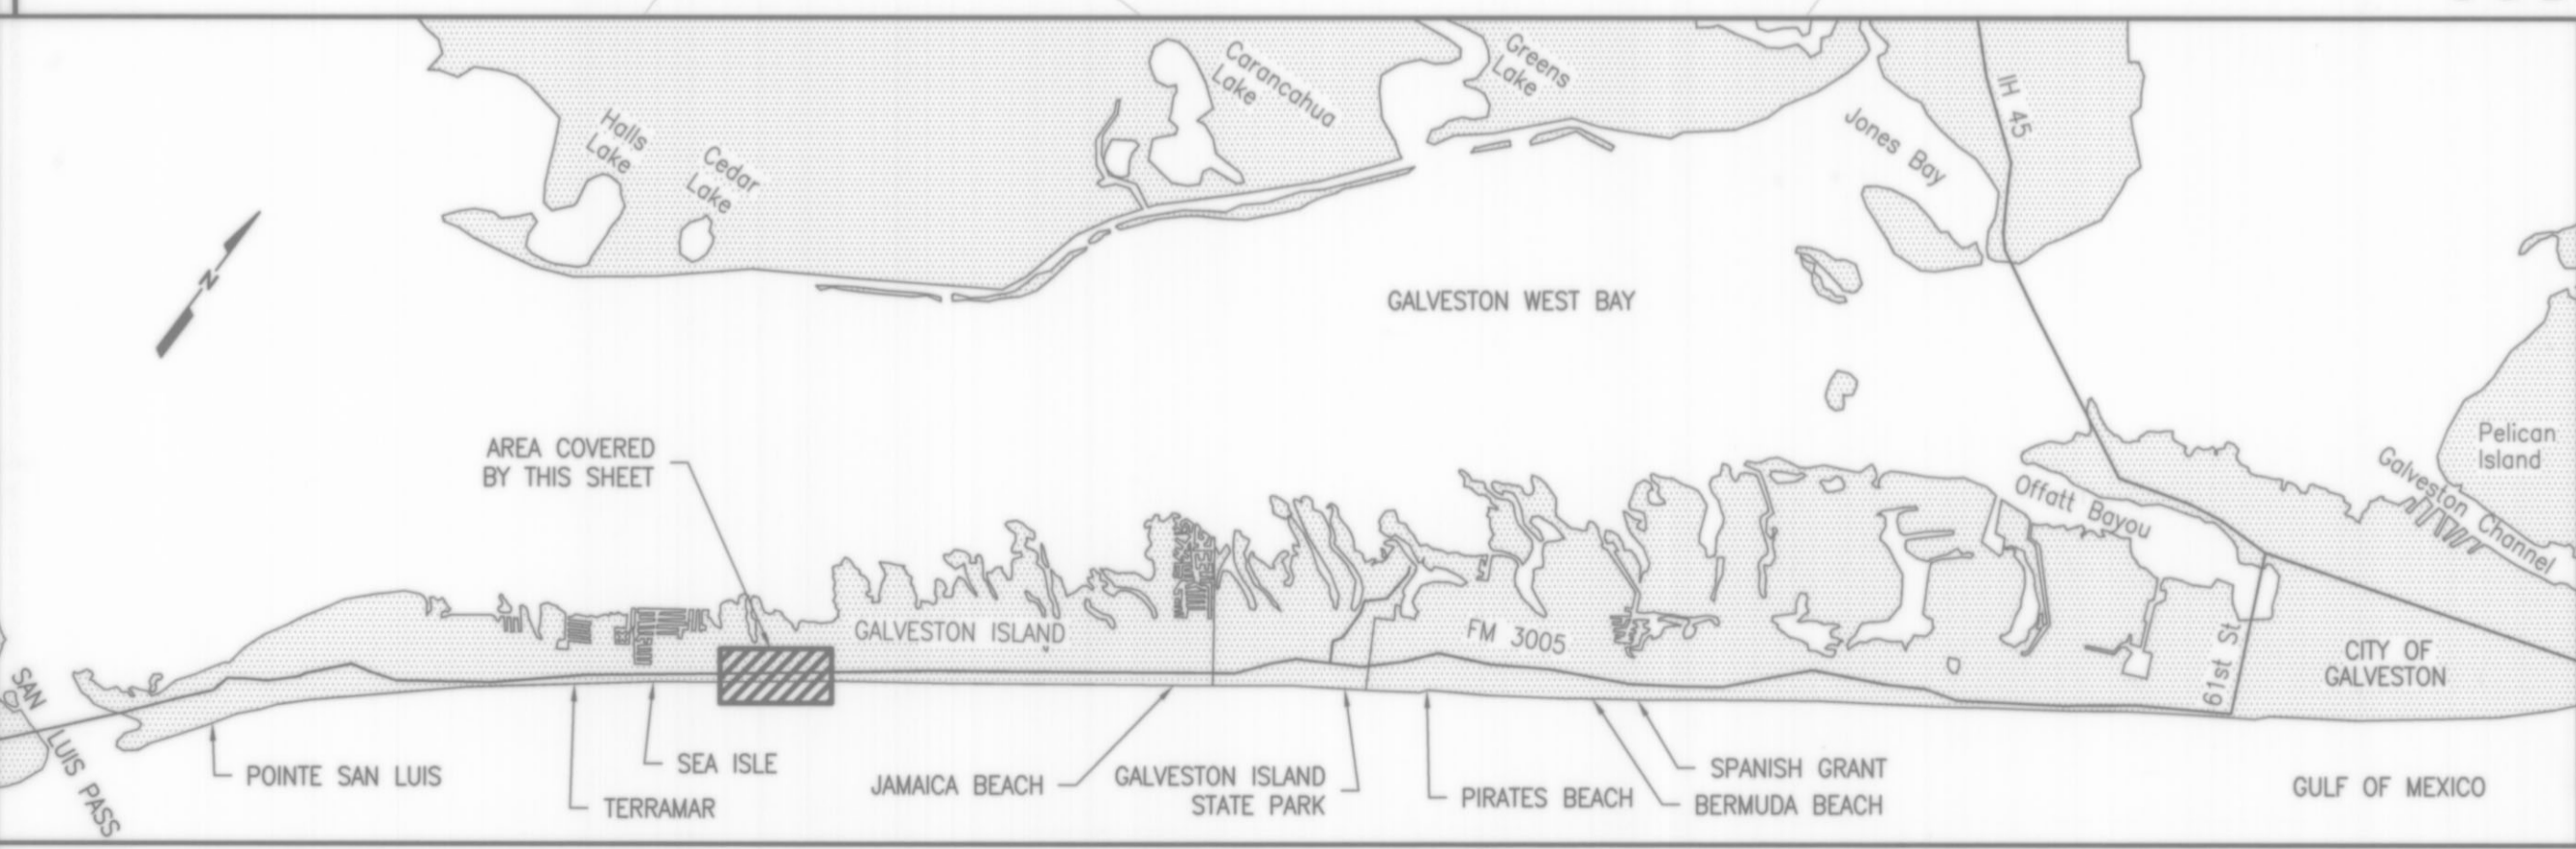 Halls
Lake
Cedar
Lake
Carancahua
Lake
Greens
Lake
Jones Bay
IH 45
N
GALVESTON WEST BAY
AREA COVERED
BY THIS SHEET
Pelican
Island
Galveston Channel
Offatt Bayou
GALVESTON ISLAND
FM 3005
61st St
CITY OF
GALVESTON
SAN
LUIS PASS
POINTE SAN LUIS
TERRAMAR
SEA ISLE
JAMAICA BEACH
GALVESTON ISLAND
STATE PARK
PIRATES BEACH
SPANISH GRANT
BERMUDA BEACH
GULF OF MEXICO